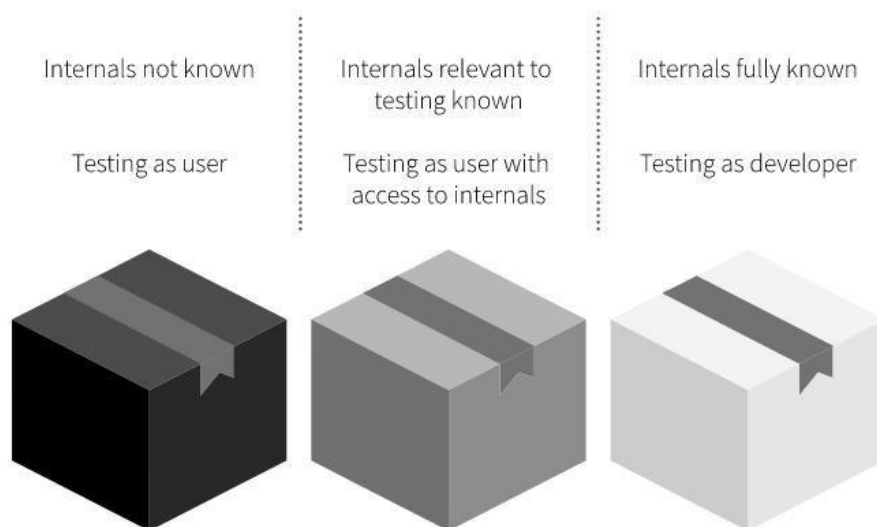 Internals not known
Testing as user
Internals relevant to
testing known
Testing as user with
access to internals
Internals fully known
Testing as developer